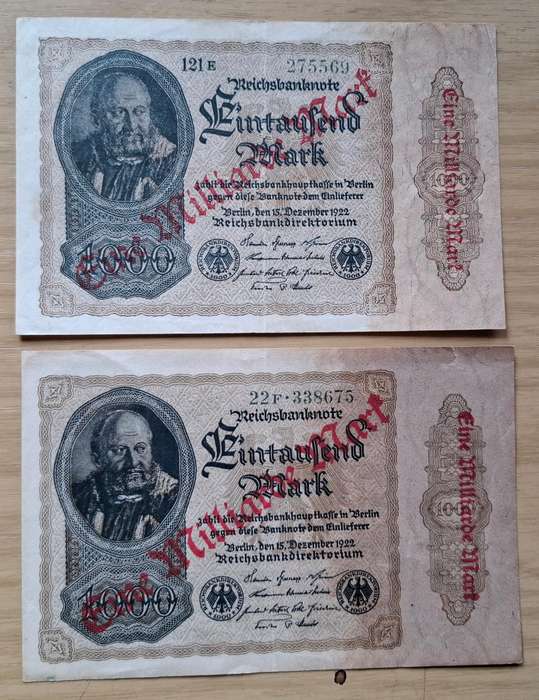 121 E 275569
Reichsbanknote
Eintausend
Mark
zahlt die Reichsbankhauptkasse in Berlin
gegen diese Banknote dem Einlieferer
Berlin, den 15. Dezember 1922
Reichsbankdirektorium
1000
Eine Milliarde Mark
Eine Milliarde Mark
1000
22F·338675
Reichsbanknote
Eintausend
Mark
zahlt die Reichsbankhauptkasse in Berlin
gegen diese Banknote dem Einlieferer
Berlin, den 15. Dezember 1922
Reichsbankdirektorium
1000
Eine Milliarde Mark
Eine Milliarde Mark
1000